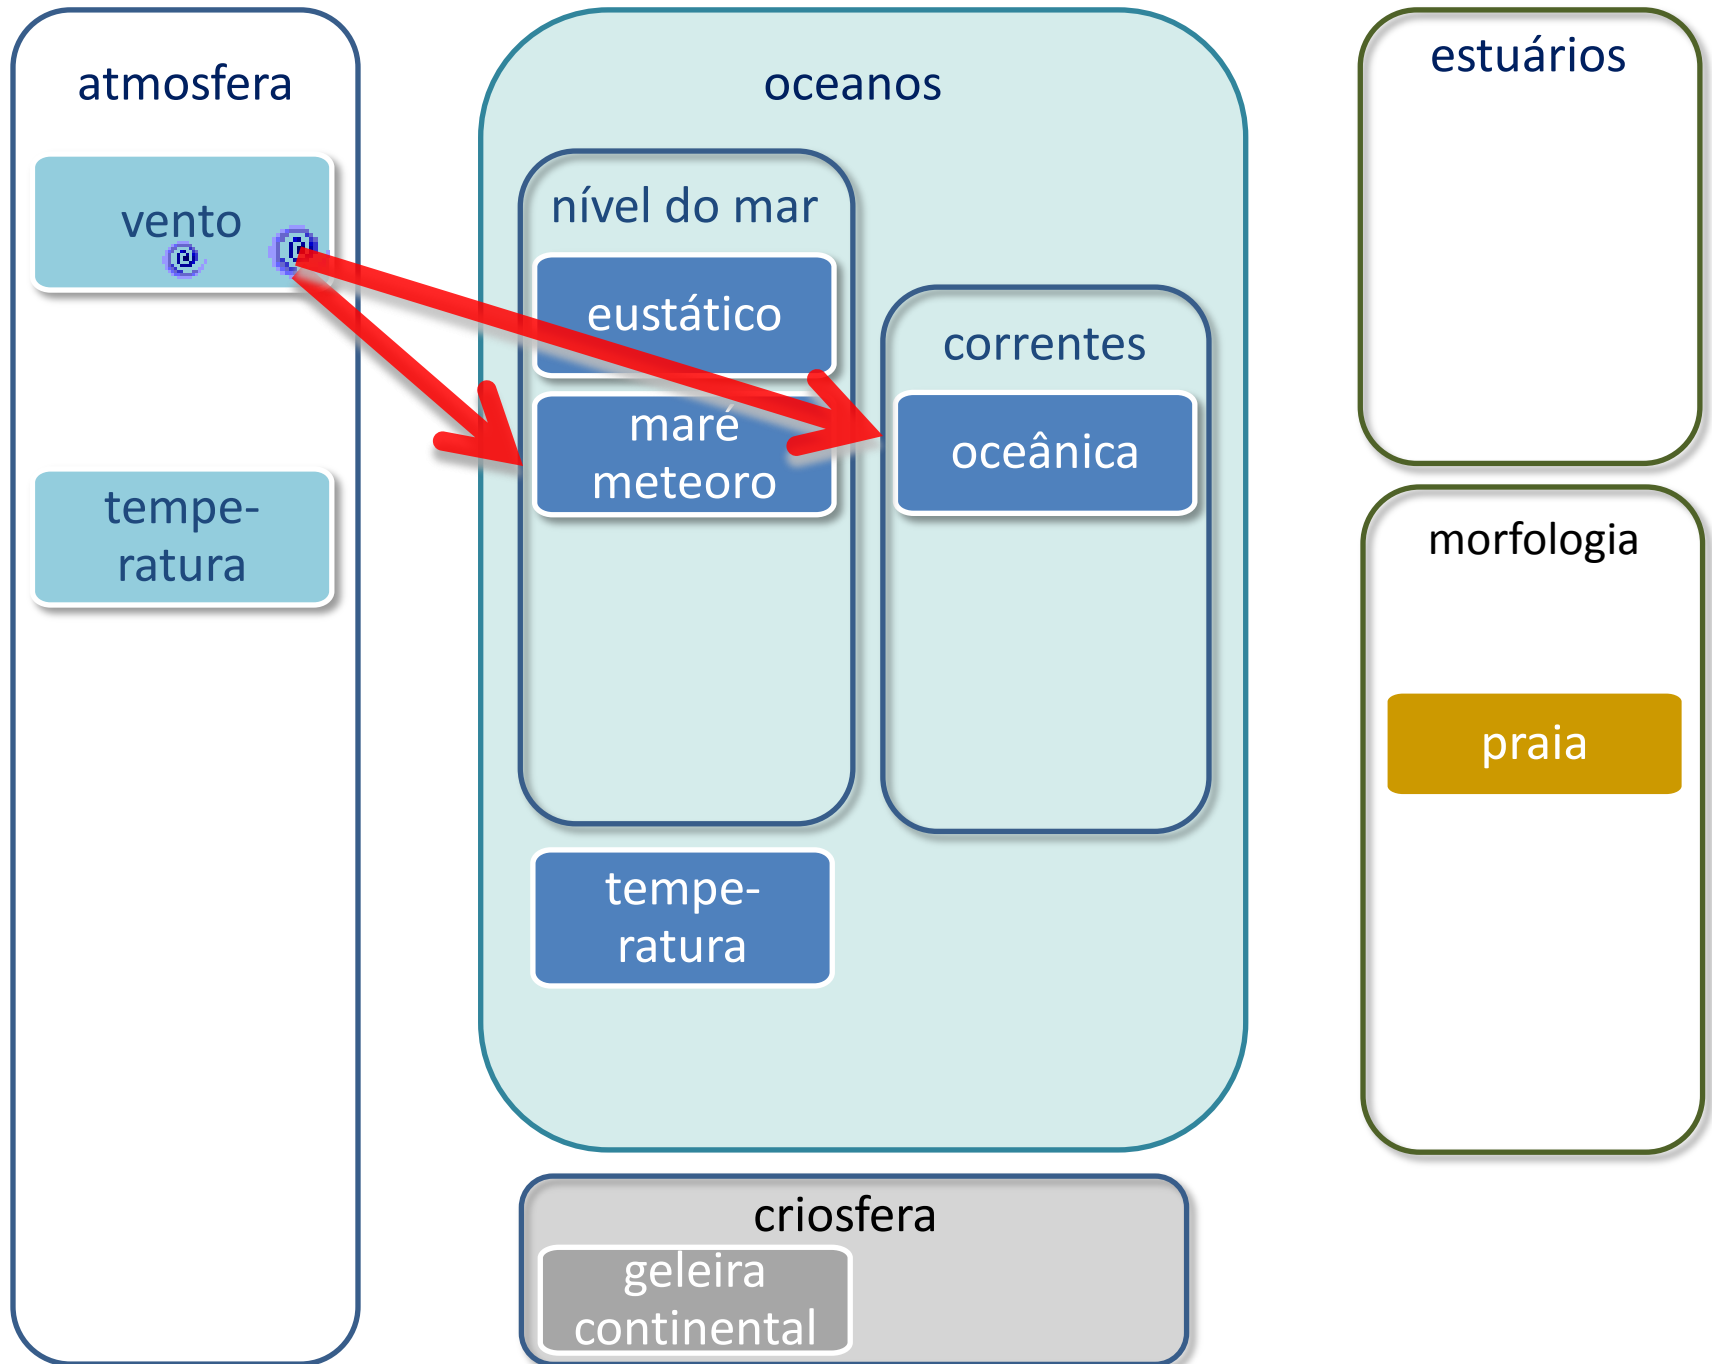 atmosfera
vento
tempe-
ratura
oceanos
nível do mar
eustático
maré
meteoro
correntes
oceânica
tempe-
ratura
criosfera
geleira
continental
estuários
morfologia
praia